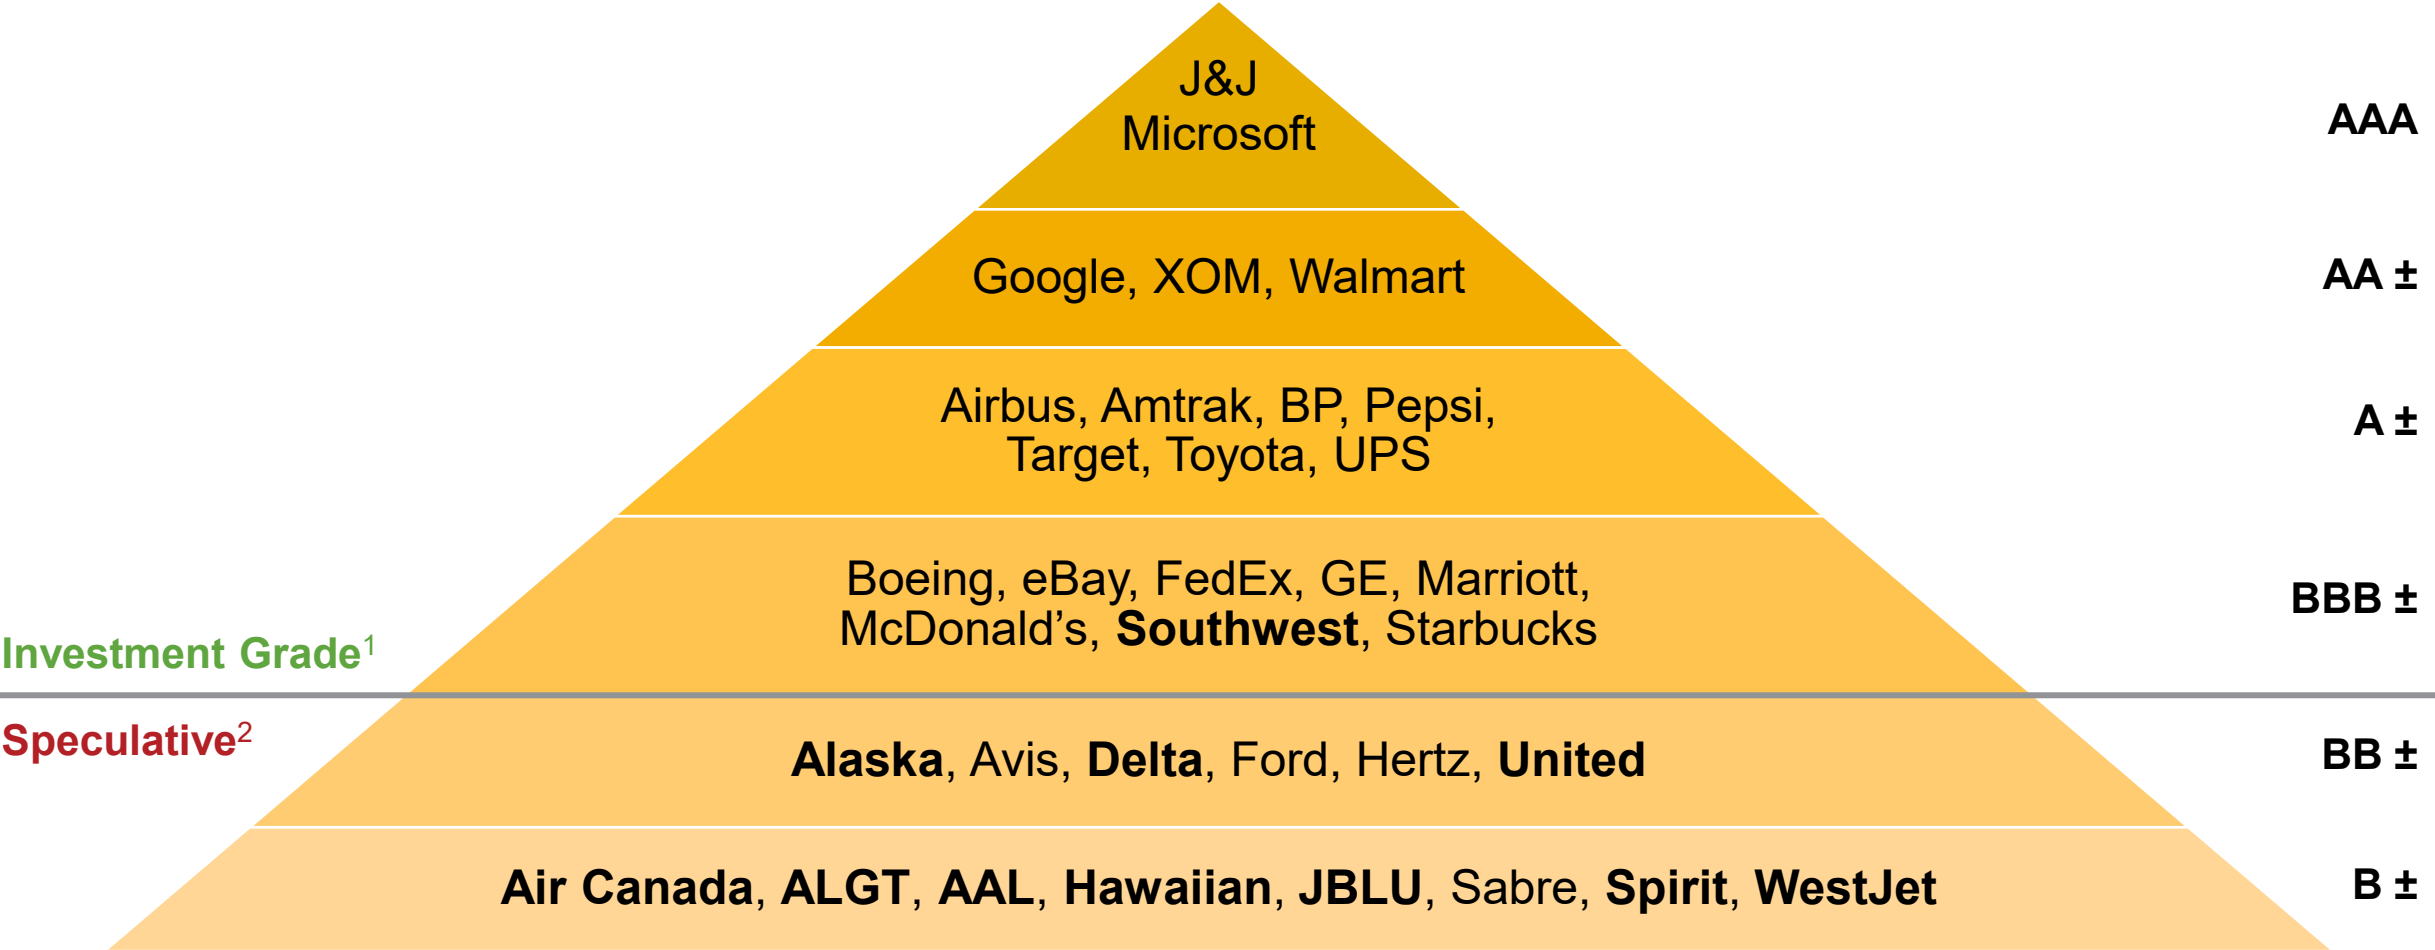 J&J
Microsoft
AAA
Google, XOM, Walmart
AA ±
Airbus, Amtrak, BP, Pepsi,
Target, Toyota, UPS
A ±
Boeing, eBay, FedEx, GE, Marriott,
McDonald’s, Southwest, Starbucks
BBB ±
Investment Grade¹
Speculative²
Alaska, Avis, Delta, Ford, Hertz, United
BB ±
Air Canada, ALGT, AAL, Hawaiian, JBLU, Sabre, Spirit, WestJet
B ±